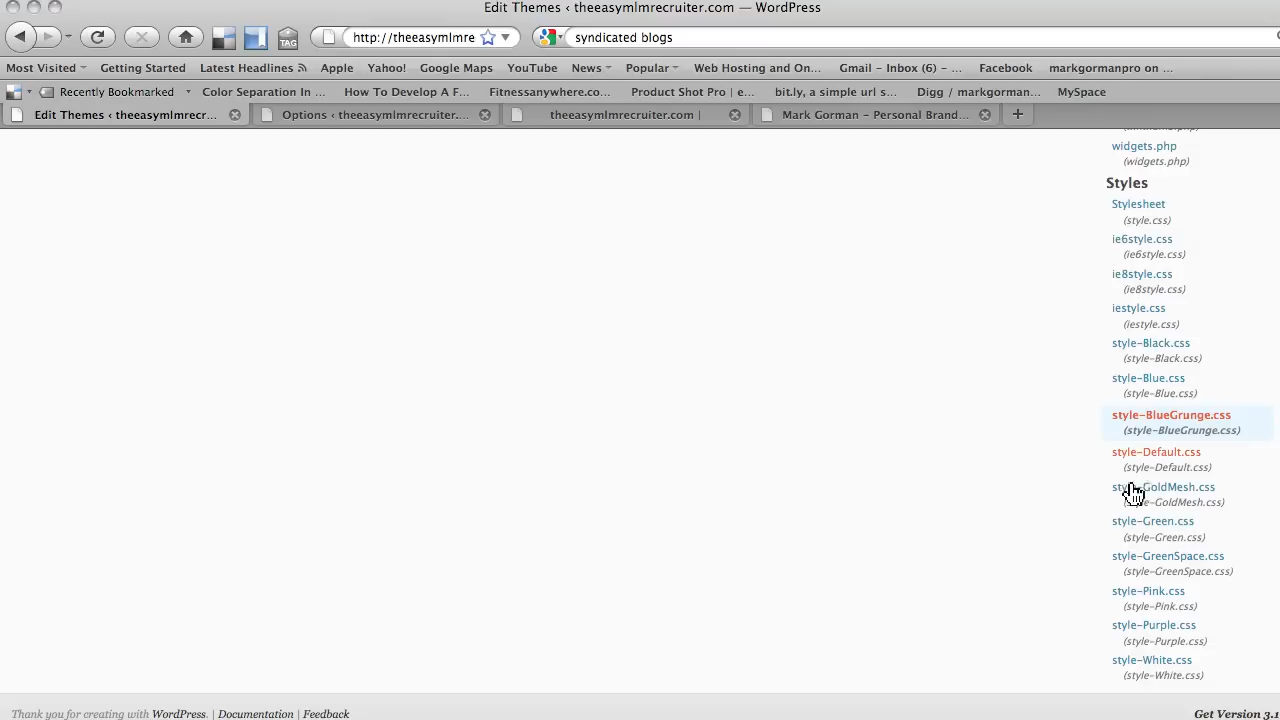 Edit Themes ‹ theeasymlmrecruiter.com — WordPress
http://theeasymlmre
syndicated blogs
TAG
Most Visited Getting Started Latest Headlines Apple Yahoo! Google Maps YouTube News Popular Web Hosting and On... Gmail - Inbox (6) - ... Facebook markgormanpro on ...
Recently Bookmarked Color Separation In ... How To Develop A F... Fitnessanywhere.co... Product Shot Pro | e... bit.ly, a simple url s... Digg / markgorman... MySpace
Edit Themes ‹ theeasymlmrecr... Options ‹ theeasymlmrecruiter.... theeasymlmrecruiter.com | Mark Gorman – Personal Brand...
widgets.php
(widgets.php)
Styles
Stylesheet
(style.css)
ie6style.css
(ie6style.css)
ie8style.css
(ie8style.css)
iestyle.css
(iestyle.css)
style-Black.css
(style-Black.css)
style-Blue.css
(style-Blue.css)
style-BlueGrunge.css
(style-BlueGrunge.css)
style-Default.css
(style-Default.css)
style-GoldMesh.css
(style-GoldMesh.css)
style-Green.css
(style-Green.css)
style-GreenSpace.css
(style-GreenSpace.css)
style-Pink.css
(style-Pink.css)
style-Purple.css
(style-Purple.css)
style-White.css
(style-White.css)
Thank you for creating with WordPress. | Documentation | Feedback
Get Version 3.1